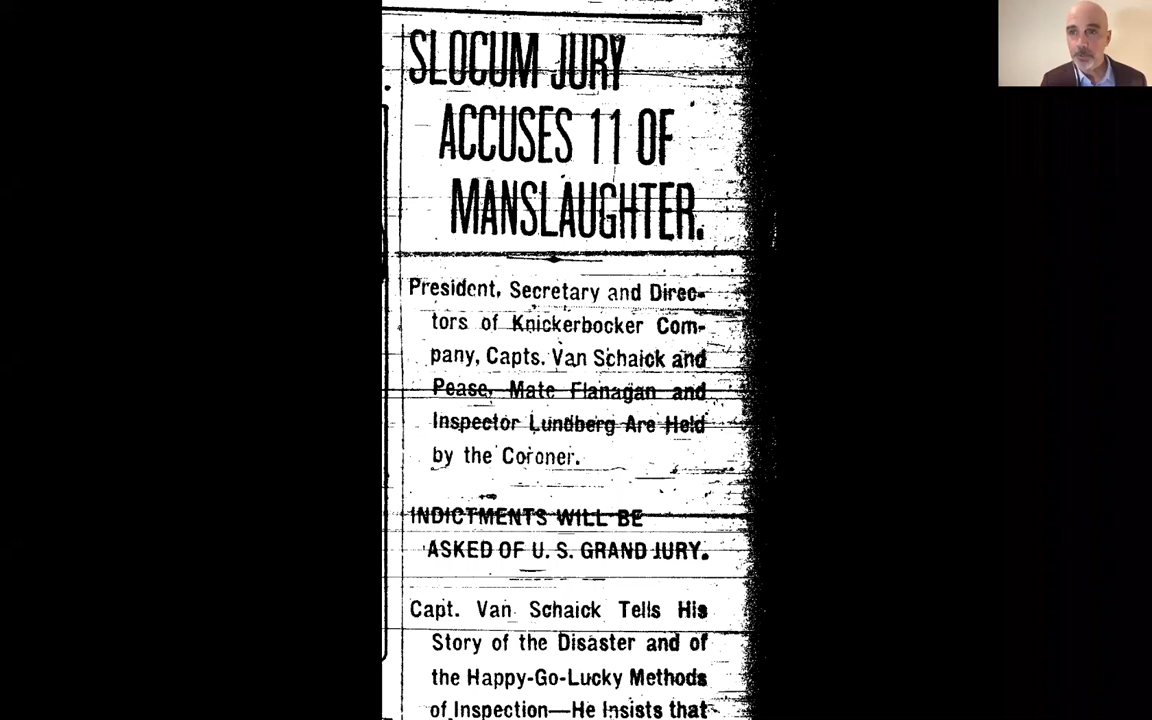 SLOCUM JURY
ACCUSES 11 OF
MANSLAUGHTER.
President, Secretary and Direc-
tors of Knickerbocker Com-
pany, Capts. Van Schaick and
Pease, Mate Flanagan and
Inspector Lundberg Are Held
by the Coroner.
INDICTMENTS WILL BE
ASKED OF U. S. GRAND JURY.
Capt. Van Schaick Tells His
Story of the Disaster and of
the Happy-Go-Lucky Methods
of Inspection—He Insists that